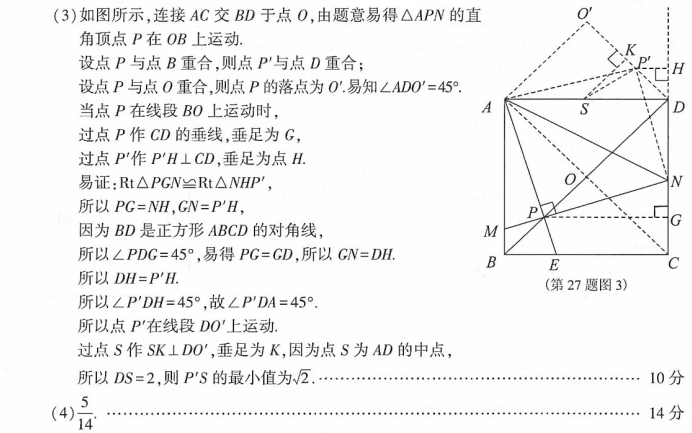 (3)如图所示,连接 AC 交 BD 于点 O,由题意易得△APN 的直
角顶点 P 在 OB 上运动.
设点 P 与点 B 重合,则点 P′与点 D 重合;
设点 P 与点 O 重合,则点 P 的落点为 O′.易知∠ADO′=45°.
当点 P 在线段 BO 上运动时,
过点 P 作 CD 的垂线,垂足为 G,
过点 P′作 P′H⊥CD,垂足为点 H.
易证:Rt△PGN≌Rt△NHP′,
所以 PG=NH,GN=P′H,
因为 BD 是正方形 ABCD 的对角线,
所以∠PDG=45°,易得 PG=GD,所以 GN=DH.
所以 DH=P′H.
所以∠P′DH=45°,故∠P′DA=45°.
所以点 P′在线段 DO′上运动.
过点 S 作 SK⊥DO′,垂足为 K,因为点 S 为 AD 的中点,
所以 DS=2,则 P′S 的最小值为√2. …… 10 分
(4) 5/14. …… 14 分
O′
K
P′
H
A
S
D
O
N
P
G
M
B
E
C
(第 27 题图 3)